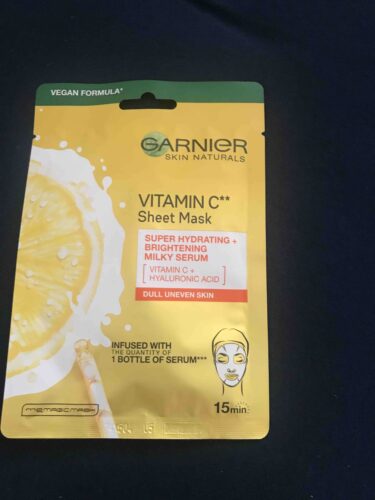 VEGAN FORMULA*
GARNIER
SKIN NATURALS
VITAMIN C**
Sheet Mask
SUPER HYDRATING +
BRIGHTENING
MILKY SERUM
VITAMIN C +
HYALURONIC ACID
DULL UNEVEN SKIN
INFUSED WITH
THE QUANTITY OF
1 BOTTLE OF SERUM***
15min